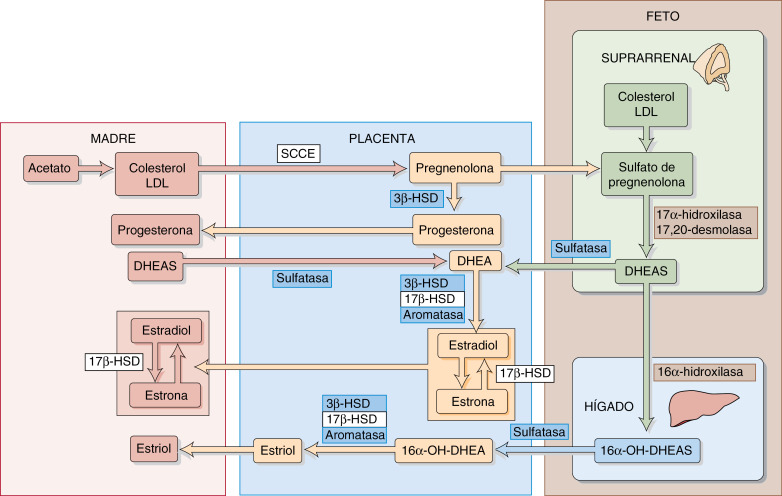 FETO
SUPRARRENAL
Colesterol
LDL
MADRE
PLACENTA
SCCE
Acetato
Colesterol
LDL
Pregnenolona
Sulfato de
pregnenolona
3β-HSD
17α-hidroxilasa
17,20-desmolasa
Progesterona
Progesterona
Sulfatasa
DHEAS
Sulfatasa
DHEA
DHEAS
3β-HSD
17β-HSD
Aromatasa
Estradiol
Estradiol
17β-HSD
17β-HSD
Estrona
Estrona
16α-hidroxilasa
HÍGADO
3β-HSD
17β-HSD
Aromatasa
Sulfatasa
Estriol
Estriol
16α-OH-DHEA
16α-OH-DHEAS